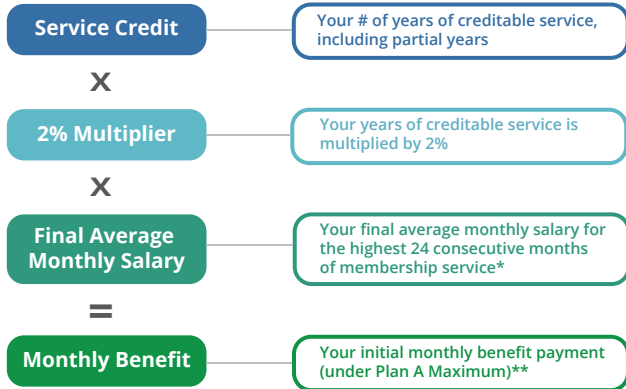 Service Credit
Your # of years of creditable service,
including partial years
X
2% Multiplier
Your years of creditable service is
multiplied by 2%
X
Final Average
Monthly Salary
Your final average monthly salary for
the highest 24 consecutive months
of membership service*
=
Monthly Benefit
Your initial monthly benefit payment
(under Plan A Maximum)**